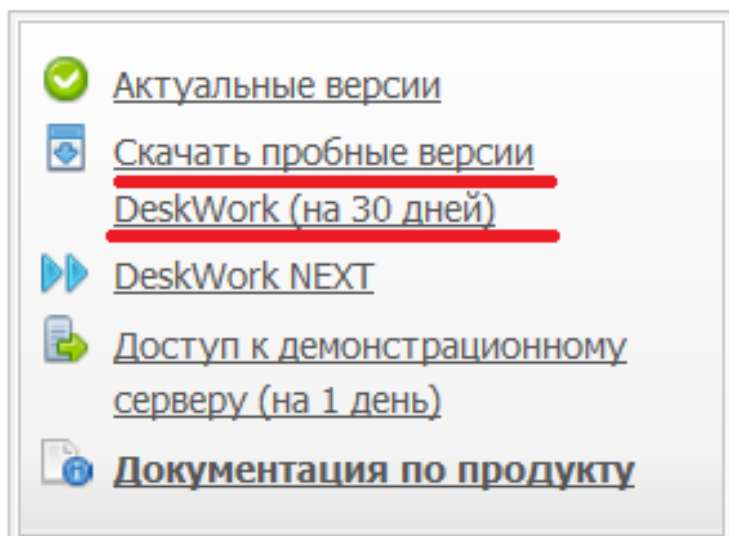 Актуальные версии
Скачать пробные версии
DeskWork (на 30 дней)
DeskWork NEXT
Доступ к демонстрационному
серверу (на 1 день)
Документация по продукту